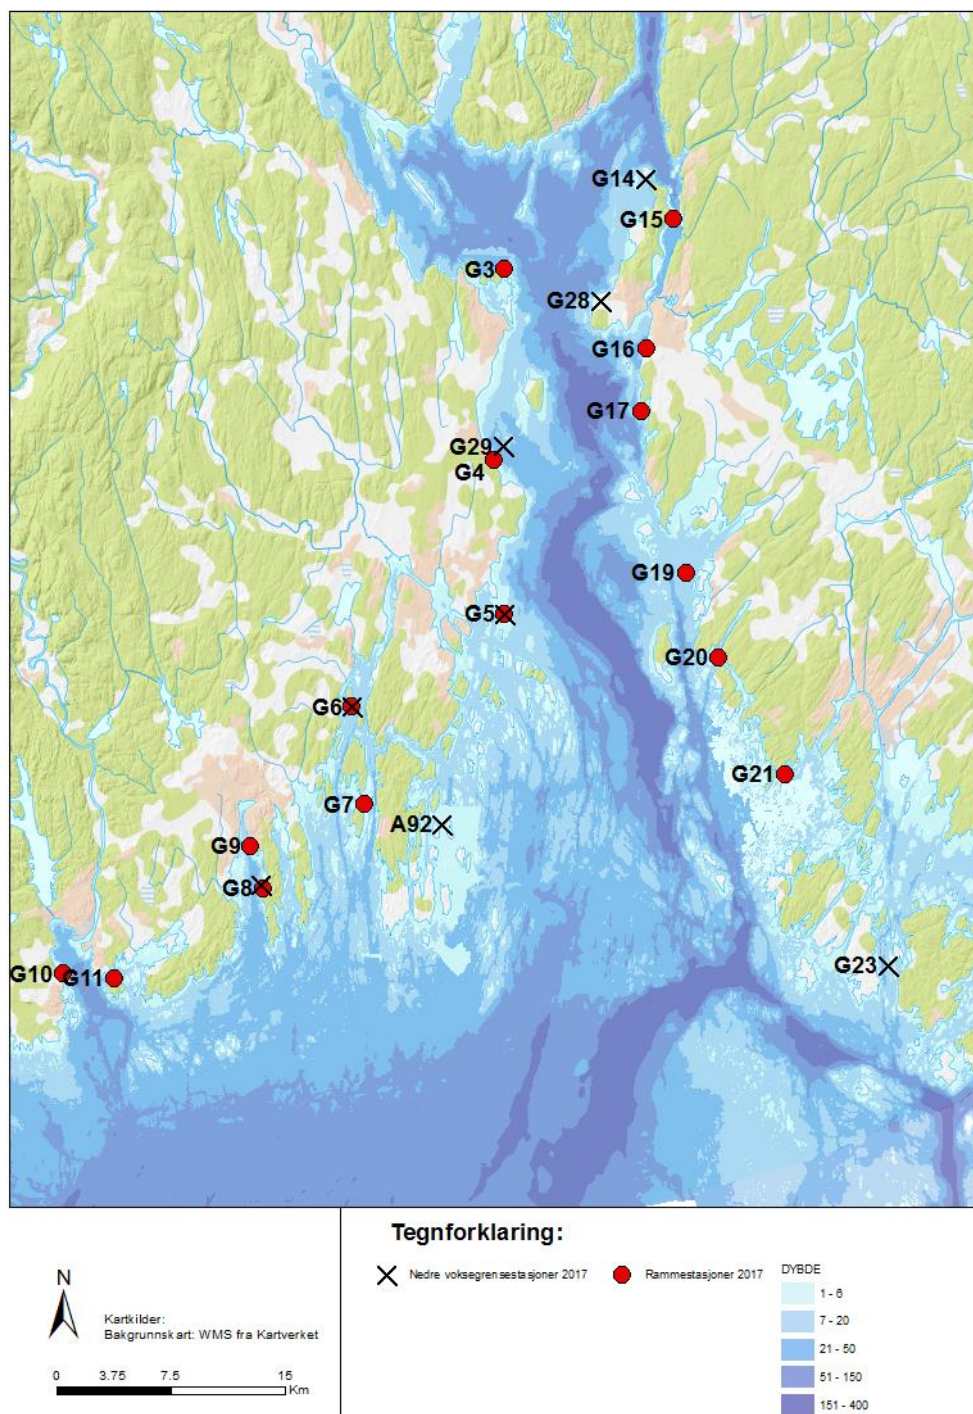 G14
G15
G3
G28
G16
G17
G29
G4
G19
G5
G20
G6
G21
G7
A92
G9
G8
G23
G10
G11
Tegnforklaring:
Nedre voksegrensestasjoner 2017
Rammestasjoner 2017
DYBDE
1 - 6
7 - 20
21 - 50
51 - 150
151 - 400
N
Kartkilder:
Bakgrunnskart: WMS fra Kartverket
0 3.75 7.5 15
Km